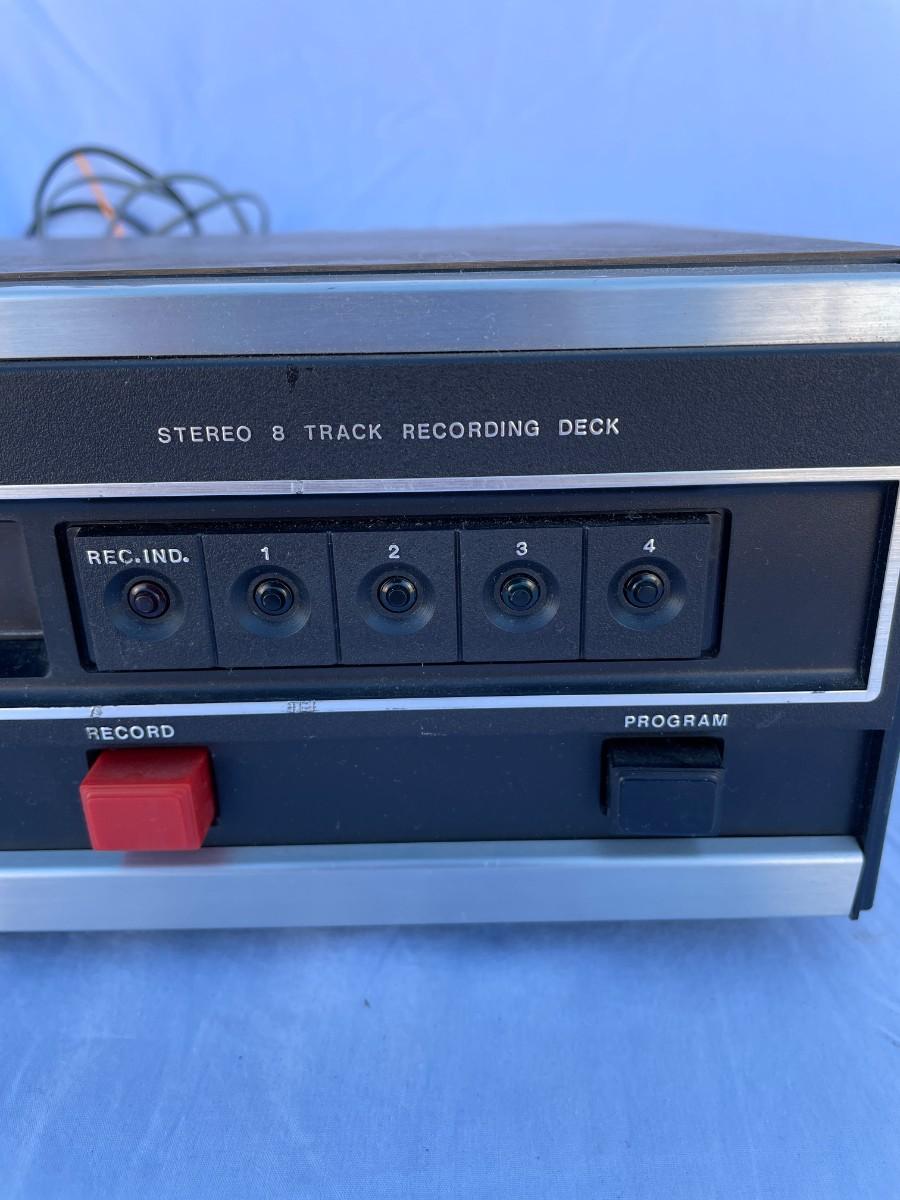 STEREO 8 TRACK RECORDING DECK
REC.IND. 1 2 3 4
RECORD PROGRAM